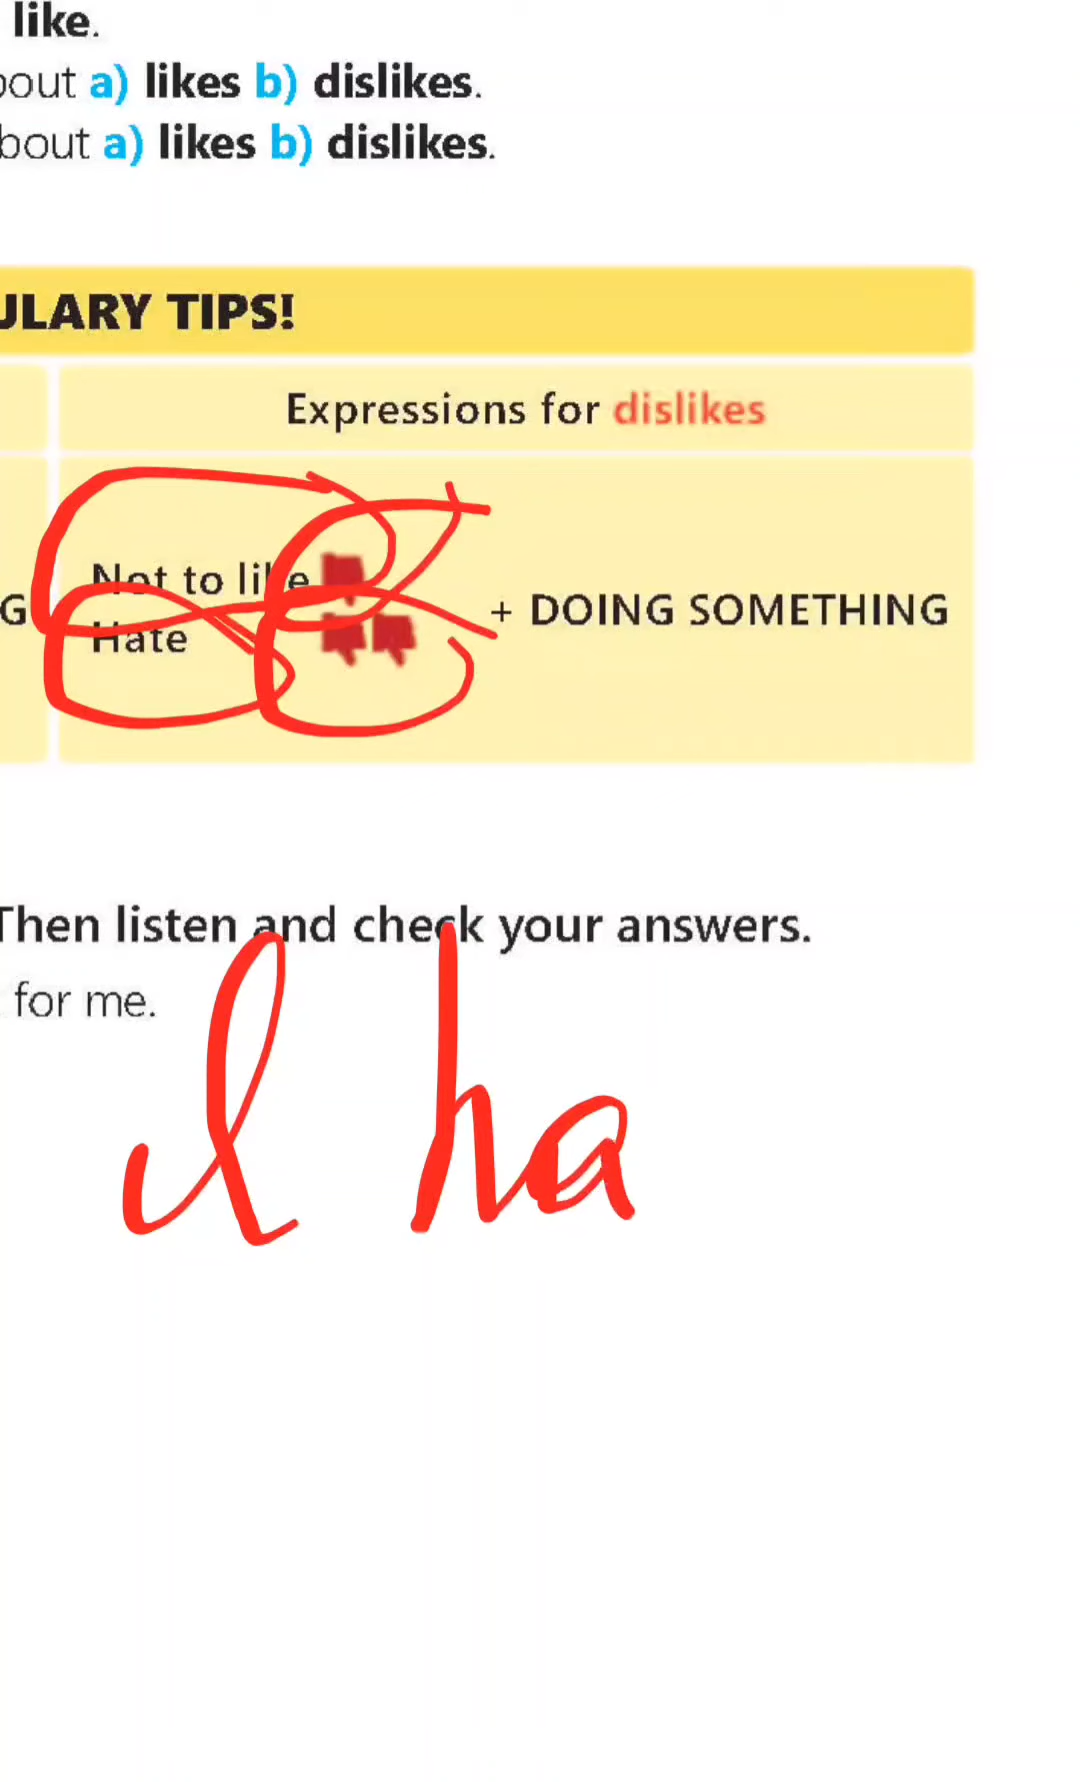 like.
bout a) likes b) dislikes.
bout a) likes b) dislikes.
ULARY TIPS!
Expressions for dislikes
Not to like
Hate
G
+ DOING SOMETHING
Then listen and check your answers.
for me.
I ha